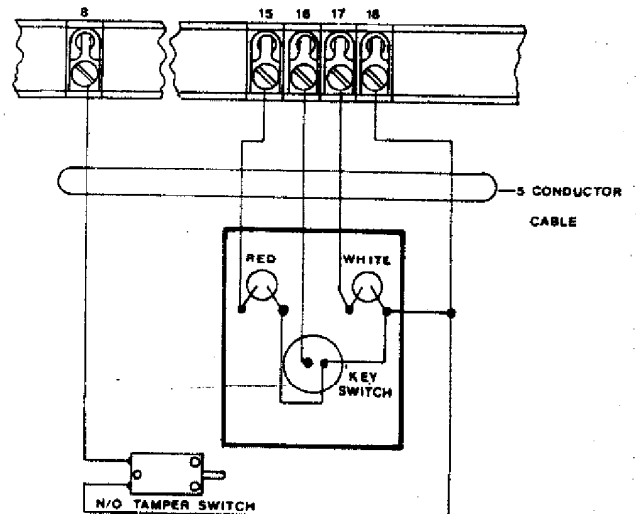 8 15 16 17 18
5 CONDUCTOR
CABLE
RED WHITE
KEY
SWITCH
N/O TAMPER SWITCH